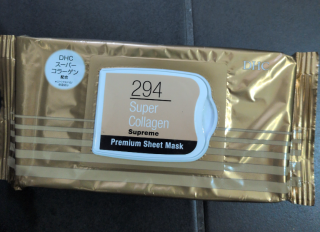 DHC
スーパー
コラーゲン
配合
DHC
294
Super
Collagen
Supreme
Premium Sheet Mask